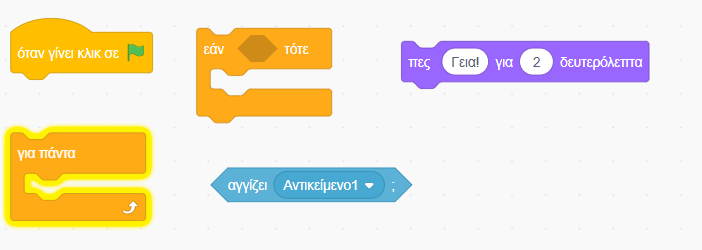 όταν γίνει κλικ σε
εάν τότε
πες Γεια! για 2 δευτερόλεπτα
για πάντα
αγγίζει Αντικείμενο1 ;